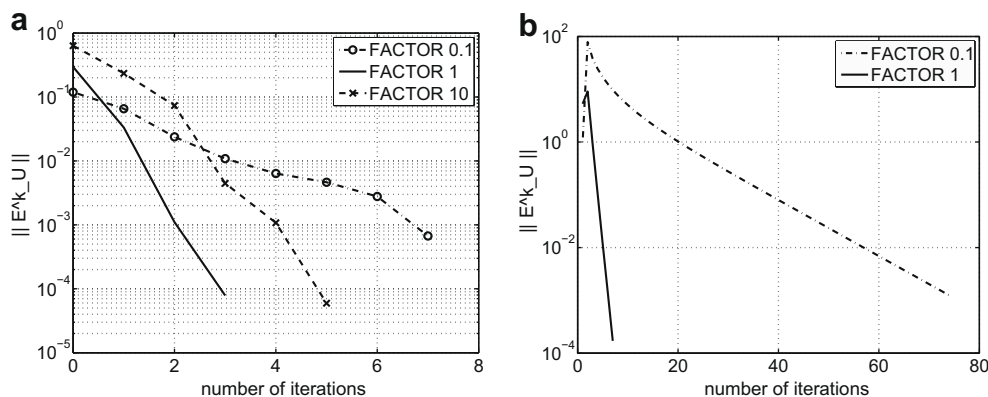 a
10^0
10^-1
10^-2
10^-3
10^-4
10^-5
|| E^k_U ||
0 2 4 6 8
number of iterations
FACTOR 0.1
FACTOR 1
FACTOR 10
b
10^2
10^0
10^-2
10^-4
|| E^k_U ||
0 20 40 60 80
number of iterations
FACTOR 0.1
FACTOR 1